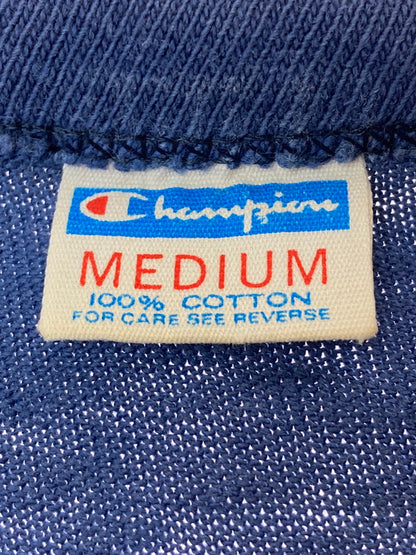 Champion
MEDIUM
100% COTTON
FOR CARE SEE REVERSE